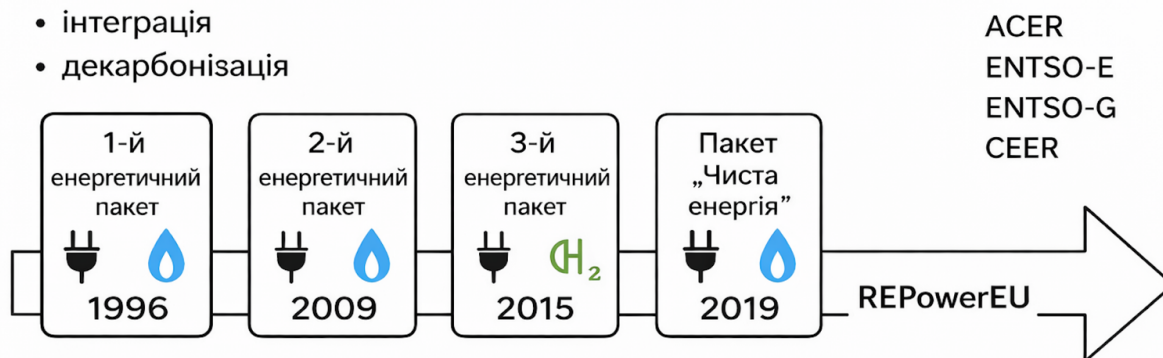 • інтеграція
• декарбонізація
ACER
ENTSO-E
ENTSO-G
CEER
1-й
енергетичний
пакет
1996
2-й
енергетичний
пакет
2009
3-й
енергетичний
пакет
H₂
2015
Пакет
„Чиста
енергія”
2019
REPowerEU